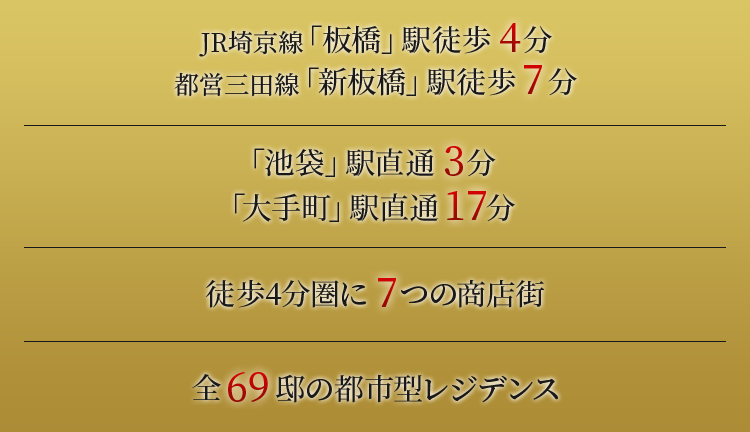 JR埼京線「板橋」駅徒歩 4分
都営三田線「新板橋」駅徒歩 7分
「池袋」駅直通 3分
「大手町」駅直通 17分
徒歩4分圏に 7つの商店街
全69邸の都市型レジデンス